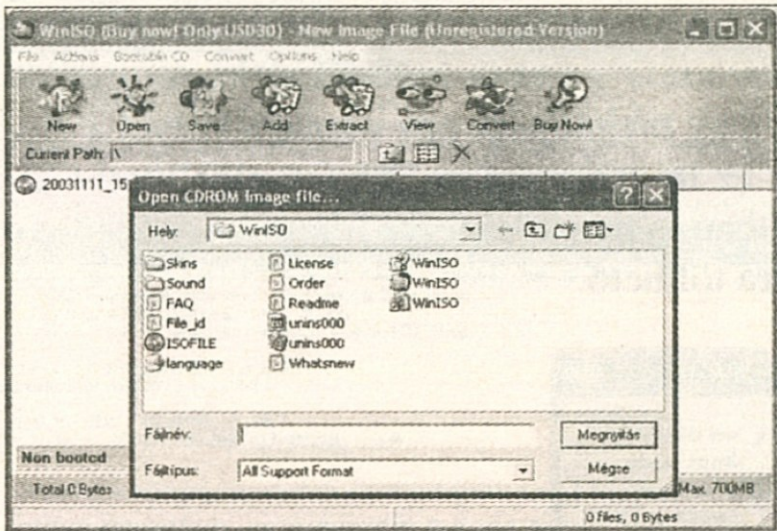 WinISO (Buy now! Only USD30) - New Image File (Unregistered Version)
File Actions Bootable CD Convert Options Help
New Open Save Add Extract View Convert Buy Now!
Current Path: \
20031111_15
Open CDROM Image file...
Hely: WinISO
Skins License WinISO
Sound Order WinISO
FAQ Readme WinISO
File_id unins000
ISOFILE unins000
language Whatsnew
Fájlnév: Megnyitás
Fájltípus: All Support Format Mégse
Non booted
Total 0 Bytes Max 700MB
0 files, 0 Bytes